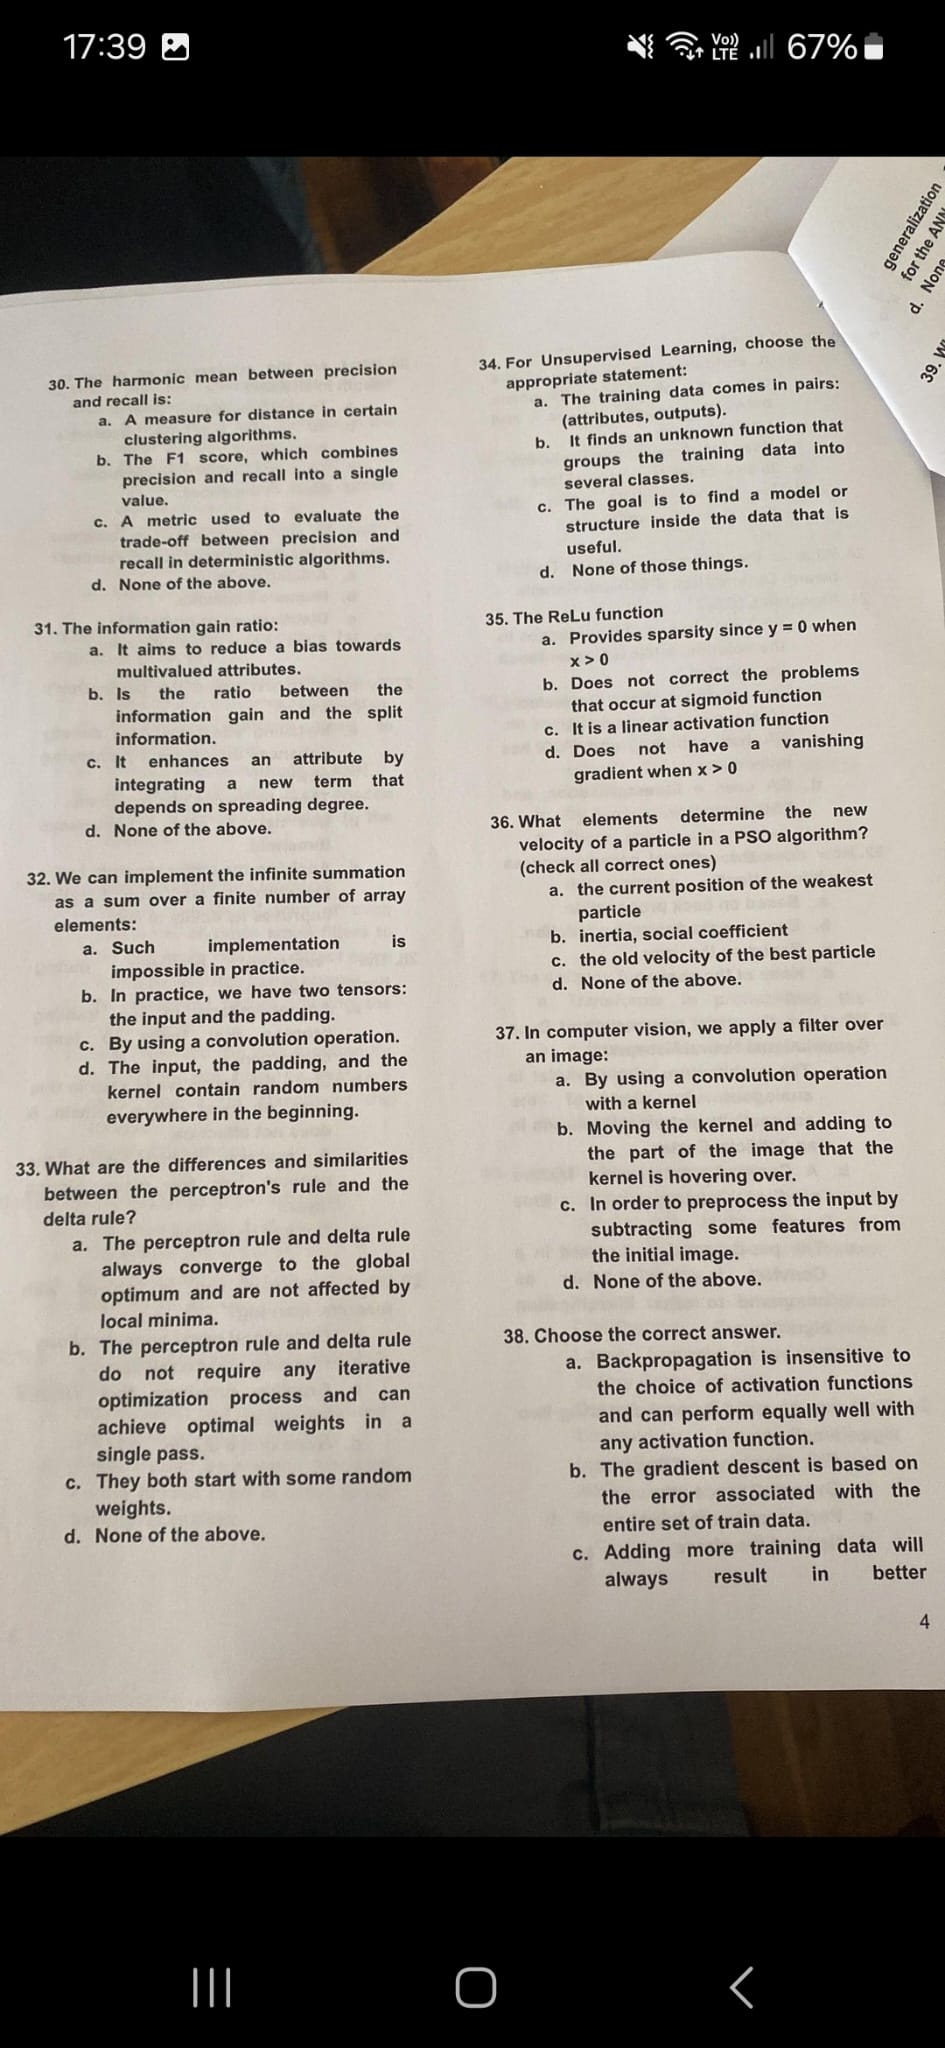 17:39
Vo))
LTE
67%
30. The harmonic mean between precision
and recall is:
a. A measure for distance in certain
clustering algorithms.
b. The F1 score, which combines
precision and recall into a single
value.
c. A metric used to evaluate the
trade-off between precision and
recall in deterministic algorithms.
d. None of the above.
31. The information gain ratio:
a. It aims to reduce a bias towards
multivalued attributes.
b. Is the ratio between the
information gain and the split
information.
c. It enhances an attribute by
integrating a new term that
depends on spreading degree.
d. None of the above.
32. We can implement the infinite summation
as a sum over a finite number of array
elements:
a. Such implementation is
impossible in practice.
b. In practice, we have two tensors:
the input and the padding.
c. By using a convolution operation.
d. The input, the padding, and the
kernel contain random numbers
everywhere in the beginning.
33. What are the differences and similarities
between the perceptron's rule and the
delta rule?
a. The perceptron rule and delta rule
always converge to the global
optimum and are not affected by
local minima.
b. The perceptron rule and delta rule
do not require any iterative
optimization process and can
achieve optimal weights in a
single pass.
c. They both start with some random
weights.
d. None of the above.
34. For Unsupervised Learning, choose the
appropriate statement:
a. The training data comes in pairs:
(attributes, outputs).
b. It finds an unknown function that
groups the training data into
several classes.
c. The goal is to find a model or
structure inside the data that is
useful.
d. None of those things.
35. The ReLu function
a. Provides sparsity since y = 0 when
x > 0
b. Does not correct the problems
that occur at sigmoid function
c. It is a linear activation function
d. Does not have a vanishing
gradient when x > 0
36. What elements determine the new
velocity of a particle in a PSO algorithm?
(check all correct ones)
a. the current position of the weakest
particle
b. inertia, social coefficient
c. the old velocity of the best particle
d. None of the above.
37. In computer vision, we apply a filter over
an image:
a. By using a convolution operation
with a kernel
b. Moving the kernel and adding to
the part of the image that the
kernel is hovering over.
c. In order to preprocess the input by
subtracting some features from
the initial image.
d. None of the above.
38. Choose the correct answer.
a. Backpropagation is insensitive to
the choice of activation functions
and can perform equally well with
any activation function.
b. The gradient descent is based on
the error associated with the
entire set of train data.
c. Adding more training data will
always result in better
4
generalization
for the ANN
d. None
39.